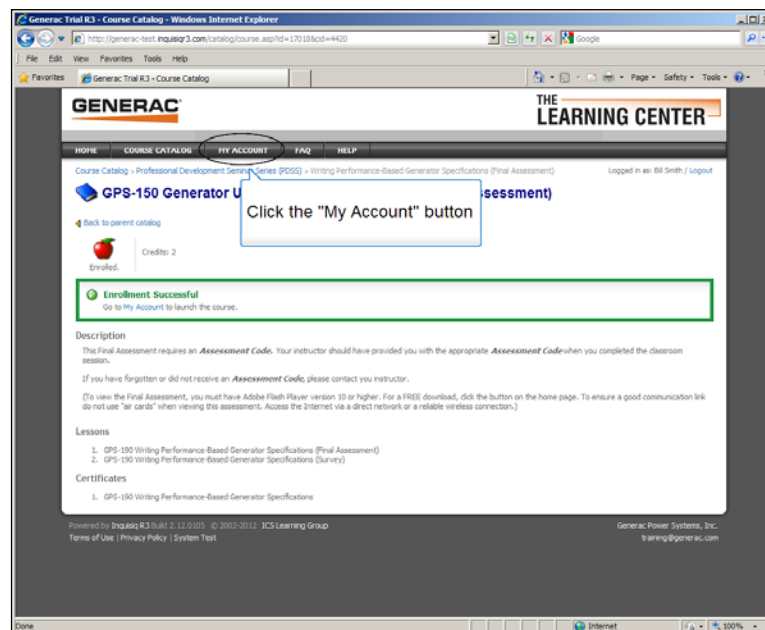 Generac Trial R3 - Course Catalog - Windows Internet Explorer
http://generac-test.inquisiqr3.com/catalog/course.asp?id=1701&cid=4420
Google
File Edit View Favorites Tools Help
Favorites Generac Trial R3 - Course Catalog Page Safety Tools
GENERAC
THE
LEARNING CENTER
HOME COURSE CATALOG MY ACCOUNT FAQ HELP
Course Catalog » Professional Development Seminar Series (PDSS) » Writing Performance-Based Generator Specifications (Final Assessment) Logged in as: Bill Smith / Logout
GPS-150 Generator U sessment)
Click the "My Account" button
Back to parent catalog
Credits: 2
Enrolled.
Enrollment Successful
Go to My Account to launch the course.
Description
This Final Assessment requires an Assessment Code. Your instructor should have provided you with the appropriate Assessment Code when you completed the classroom
session.
If you have forgotten or did not receive an Assessment Code, please contact you instructor.
(To view the Final Assessment, you must have Adobe Flash Player version 10 or higher. For a FREE download, click the button on the home page. To ensure a good communication link
do not use "air cards" when viewing this assessment. Access the Internet via a direct network or a reliable wireless connection.)
Lessons
1. GPS-190 Writing Performance-Based Generator Specifications (Final Assessment)
2. GPS-190 Writing Performance-Based Generator Specifications (Survey)
Certificates
1. GPS-190 Writing Performance-Based Generator Specifications
Powered by Inquisiq R3 Build 2.12.0105 © 2002-2012 ICS Learning Group Generac Power Systems, Inc.
Terms of Use | Privacy Policy | System Test training@generac.com
Done Internet 100%